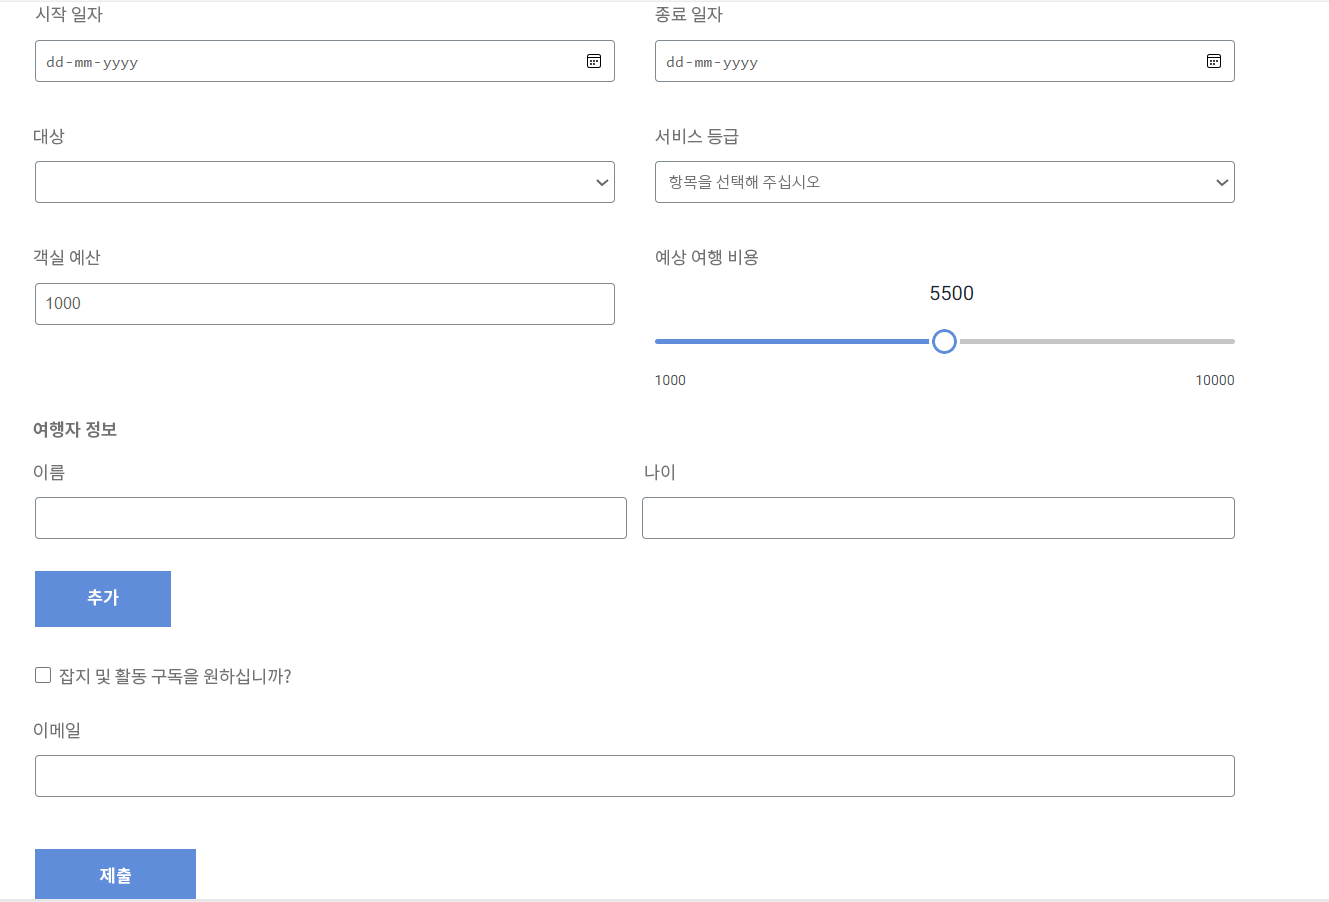 시작 일자
종료 일자
dd-mm-yyyy
dd-mm-yyyy
대상
서비스 등급
항목을 선택해 주십시오
객실 예산
예상 여행 비용
1000
5500
1000
10000
여행자 정보
이름
나이
추가
잡지 및 활동 구독을 원하십니까?
이메일
제출